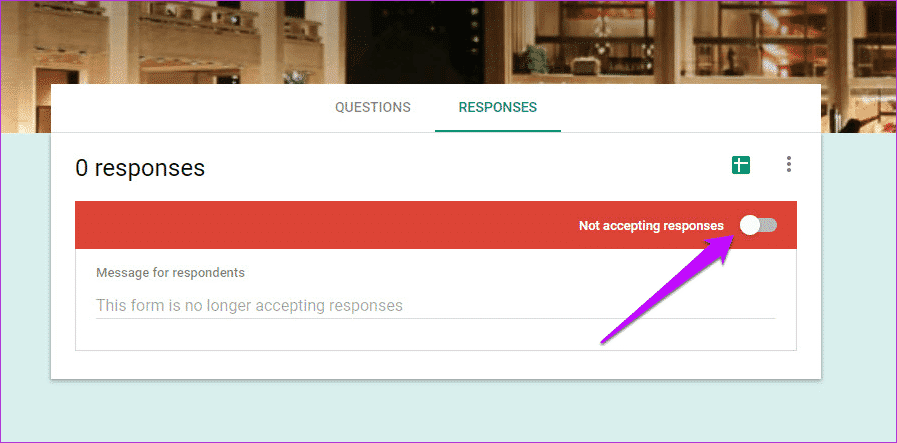 QUESTIONS RESPONSES
0 responses
Not accepting responses
Message for respondents
This form is no longer accepting responses